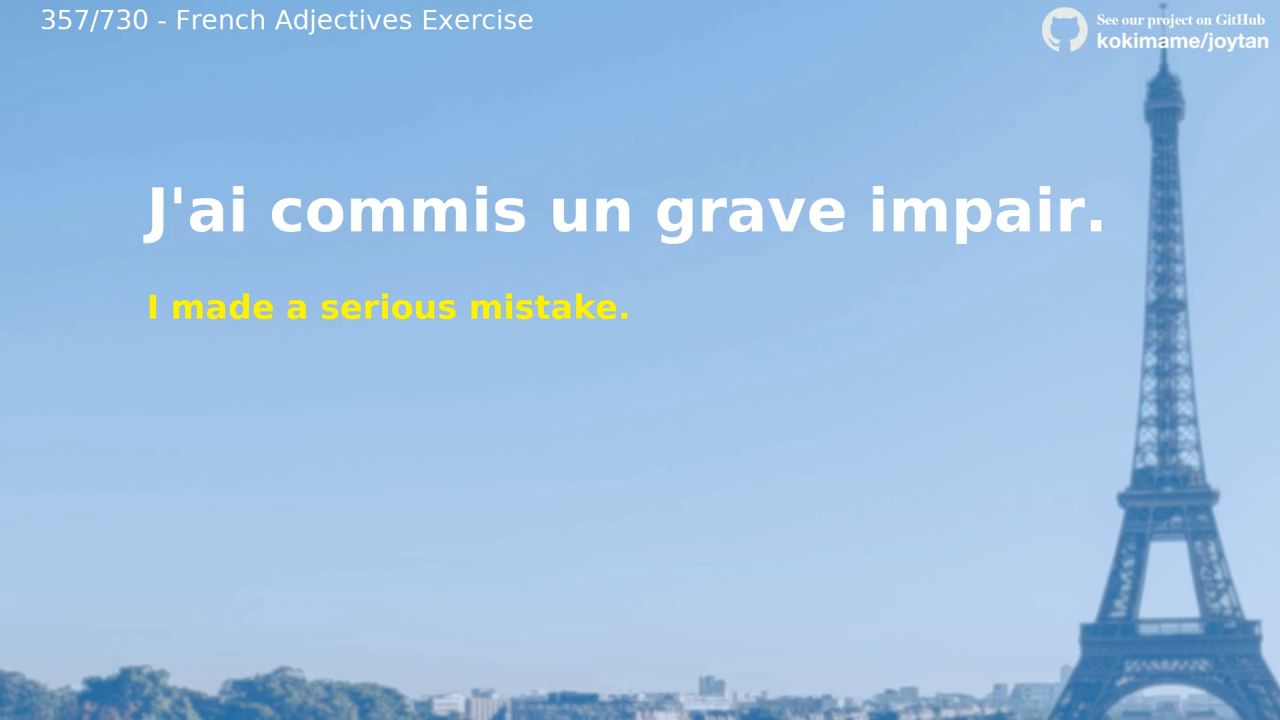 357/730 - French Adjectives Exercise
See our project on GitHub
kokimame/joytan
J'ai commis un grave impair.
I made a serious mistake.